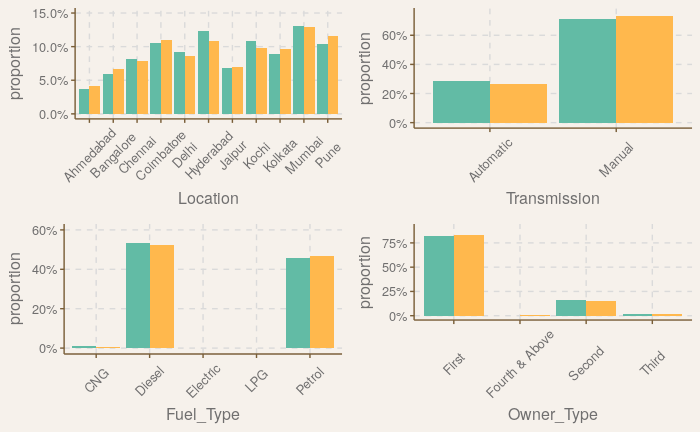 15.0%
10.0%
5.0%
0.0%
proportion
Ahmedabad
Bangalore
Chennai
Coimbatore
Delhi
Hyderabad
Jaipur
Kochi
Kolkata
Mumbai
Pune
Location
60%
40%
20%
0%
proportion
Automatic
Manual
Transmission
60%
40%
20%
0%
proportion
CNG
Diesel
Electric
LPG
Petrol
Fuel_Type
75%
50%
25%
0%
proportion
First
Fourth & Above
Second
Third
Owner_Type